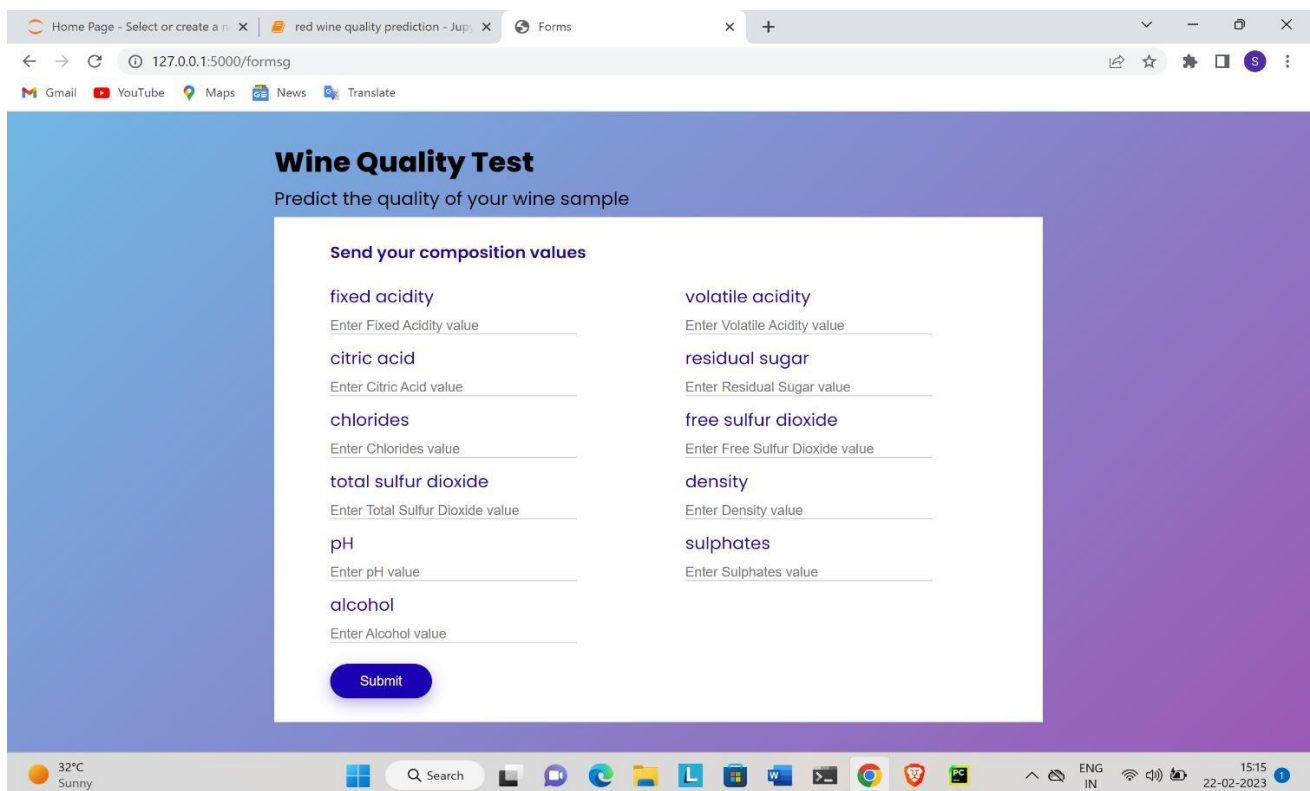 Home Page - Select or create a n
red wine quality prediction - Jup
Forms
127.0.0.1:5000/formsg
S
Gmail
YouTube
Maps
News
Translate
Wine Quality Test
Predict the quality of your wine sample
Send your composition values
fixed acidity
volatile acidity
Enter Fixed Acidity value
Enter Volatile Acidity value
citric acid
residual sugar
Enter Citric Acid value
Enter Residual Sugar value
chlorides
free sulfur dioxide
Enter Chlorides value
Enter Free Sulfur Dioxide value
total sulfur dioxide
density
Enter Total Sulfur Dioxide value
Enter Density value
pH
sulphates
Enter pH value
Enter Sulphates value
alcohol
Enter Alcohol value
Submit
32°C
Sunny
Search
L
W
PC
ENG
IN
15:15
22-02-2023
1